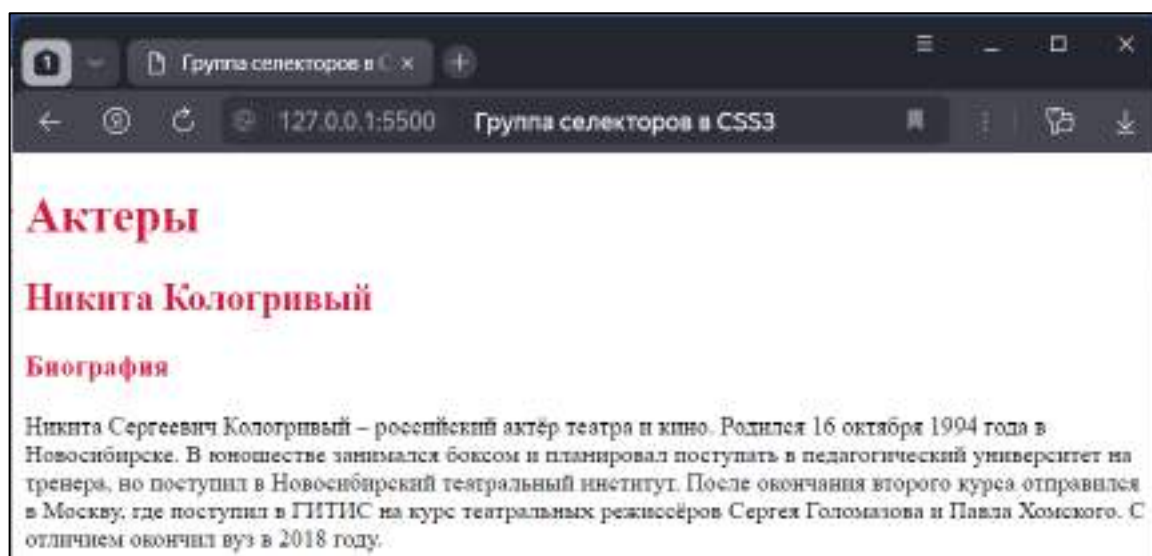 1
Группа селекторов в C
127.0.0.1:5500 Группа селекторов в CSS3
Актеры
Никита Кологривый
Биография
Никита Сергеевич Кологривый – российский актёр театра и кино. Родился 16 октября 1994 года в
Новосибирске. В юношестве занимался боксом и планировал поступать в педагогический университет на
тренера, но поступил в Новосибирский театральный институт. После окончания второго курса отправился
в Москву, где поступил в ГИТИС на курс театральных режиссёров Сергея Голомазова и Павла Хомского. С
отличием окончил вуз в 2018 году.